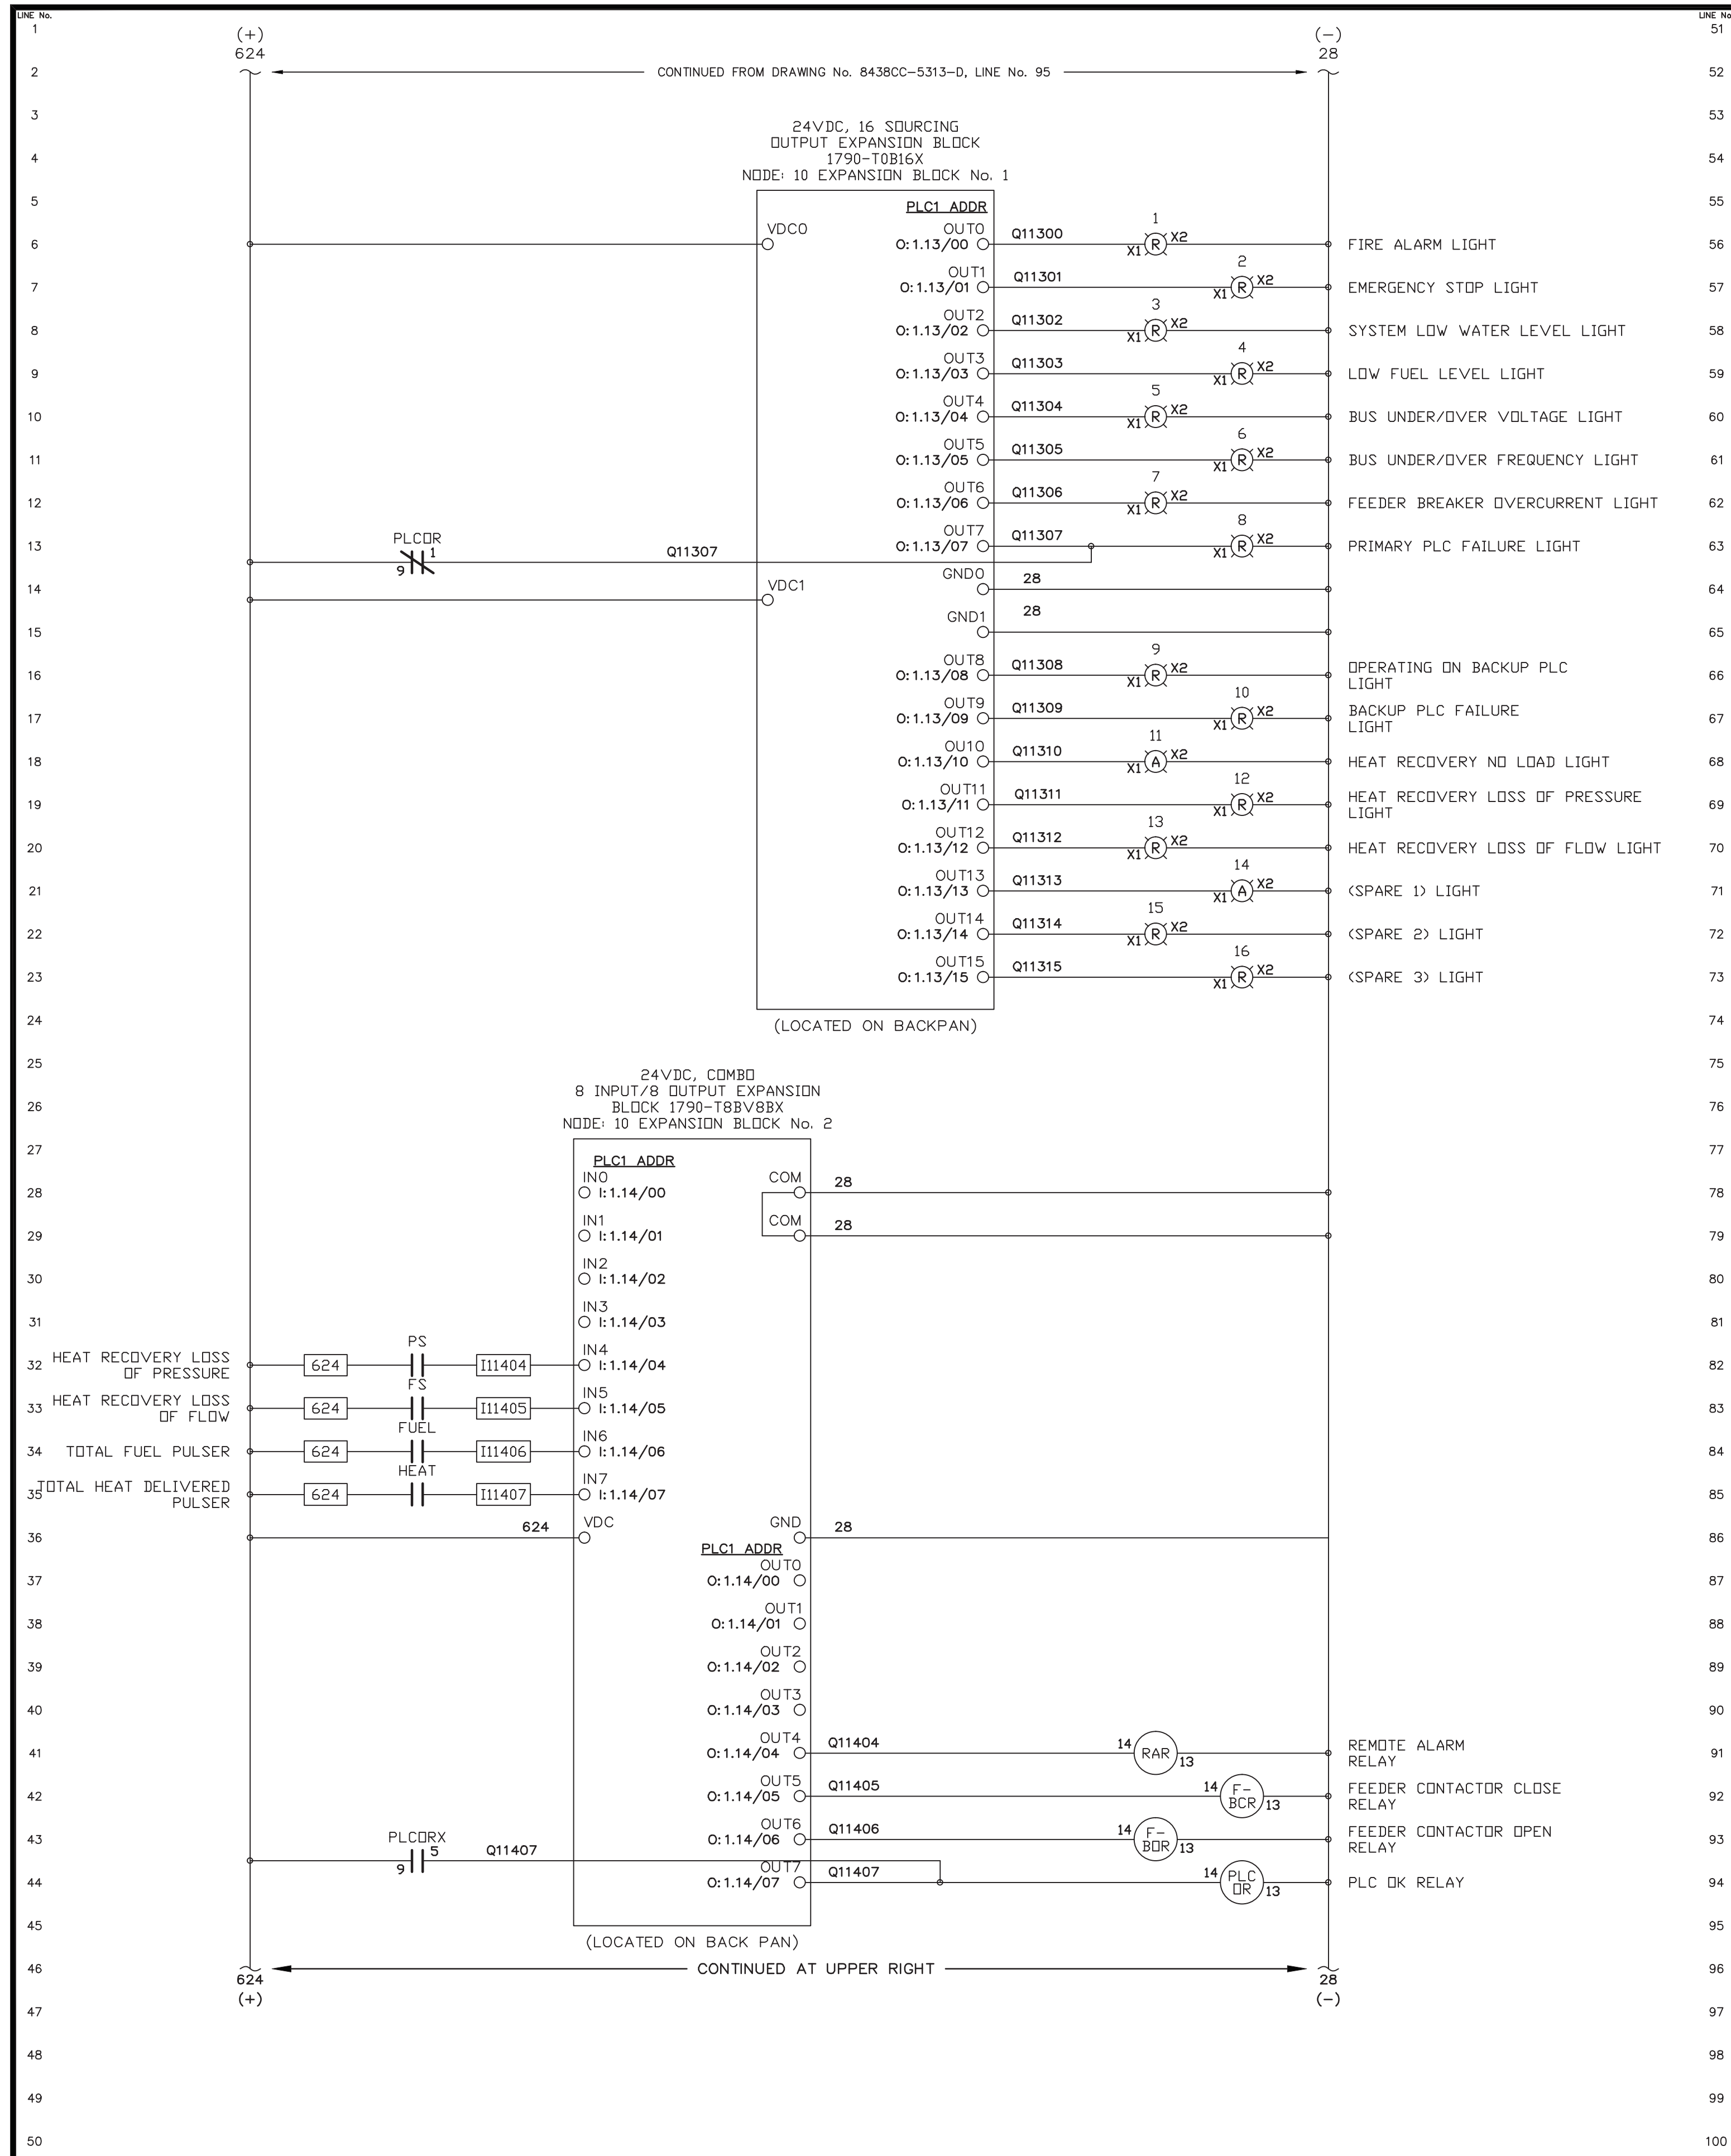 LINE No.
LINE No
1
(+)
(−)
51
624
28
2
CONTINUED FROM DRAWING No. 8438CC-5313-D, LINE No. 95
52
3
53
24VDC, 16 SOURCING
OUTPUT EXPANSION BLOCK
4
1790-T0B16X
54
NODE: 10 EXPANSION BLOCK No. 1
5
PLC1 ADDR
55
VDC0
OUT0
Q11300
1
6
O:1.13/00
X1 R X2
FIRE ALARM LIGHT
56
OUT1
Q11301
2
7
O:1.13/01
X1 R X2
EMERGENCY STOP LIGHT
57
OUT2
Q11302
3
8
O:1.13/02
X1 R X2
SYSTEM LOW WATER LEVEL LIGHT
58
OUT3
Q11303
4
9
O:1.13/03
X1 R X2
LOW FUEL LEVEL LIGHT
59
OUT4
Q11304
5
10
O:1.13/04
X1 R X2
BUS UNDER/OVER VOLTAGE LIGHT
60
OUT5
Q11305
6
11
O:1.13/05
X1 R X2
BUS UNDER/OVER FREQUENCY LIGHT
61
OUT6
Q11306
7
12
O:1.13/06
X1 R X2
FEEDER BREAKER OVERCURRENT LIGHT
62
PLCOR
OUT7
Q11307
8
13
9
1
Q11307
O:1.13/07
X1 R X2
PRIMARY PLC FAILURE LIGHT
63
14
VDC1
GND0
28
64
15
GND1
28
65
OUT8
Q11308
9
16
O:1.13/08
X1 R X2
OPERATING ON BACKUP PLC
LIGHT
66
OUT9
Q11309
10
17
O:1.13/09
X1 R X2
BACKUP PLC FAILURE
LIGHT
67
OU10
Q11310
11
18
O:1.13/10
X1 A X2
HEAT RECOVERY NO LOAD LIGHT
68
OUT11
Q11311
12
19
O:1.13/11
X1 R X2
HEAT RECOVERY LOSS OF PRESSURE
LIGHT
69
OUT12
Q11312
13
20
O:1.13/12
X1 R X2
HEAT RECOVERY LOSS OF FLOW LIGHT
70
OUT13
Q11313
14
21
O:1.13/13
X1 A X2
(SPARE 1) LIGHT
71
OUT14
Q11314
15
22
O:1.13/14
X1 R X2
(SPARE 2) LIGHT
72
OUT15
Q11315
16
23
O:1.13/15
X1 R X2
(SPARE 3) LIGHT
73
24
(LOCATED ON BACKPAN)
74
25
24VDC, COMBO
75
8 INPUT/8 OUTPUT EXPANSION
26
BLOCK 1790-T8BV8BX
76
NODE: 10 EXPANSION BLOCK No. 2
27
PLC1 ADDR
77
IN0
COM
28
28
I:1.14/00
78
IN1
COM
28
29
I:1.14/01
79
IN2
30
I:1.14/02
80
IN3
31
I:1.14/03
81
32
HEAT RECOVERY LOSS
OF PRESSURE
624
PS
I11404
IN4
I:1.14/04
82
33
HEAT RECOVERY LOSS
OF FLOW
624
FS
I11405
IN5
I:1.14/05
83
34
TOTAL FUEL PULSER
624
FUEL
I11406
IN6
I:1.14/06
84
35
TOTAL HEAT DELIVERED
PULSER
624
HEAT
I11407
IN7
I:1.14/07
85
36
624
VDC
GND
28
86
PLC1 ADDR
OUT0
37
O:1.14/00
87
OUT1
38
O:1.14/01
88
OUT2
39
O:1.14/02
89
OUT3
40
O:1.14/03
90
OUT4
Q11404
41
O:1.14/04
14 RAR 13
REMOTE ALARM
RELAY
91
OUT5
Q11405
42
O:1.14/05
14 F-
BCR 13
FEEDER CONTACTOR CLOSE
RELAY
92
OUT6
Q11406
43
O:1.14/06
14 F-
BOR 13
FEEDER CONTACTOR OPEN
RELAY
93
PLCORX
9
5
Q11407
OUT7
Q11407
44
O:1.14/07
14 PLC
OR 13
PLC OK RELAY
94
45
95
(LOCATED ON BACK PAN)
46
CONTINUED AT UPPER RIGHT
96
624
28
(+)
(−)
47
97
48
98
49
99
50
100